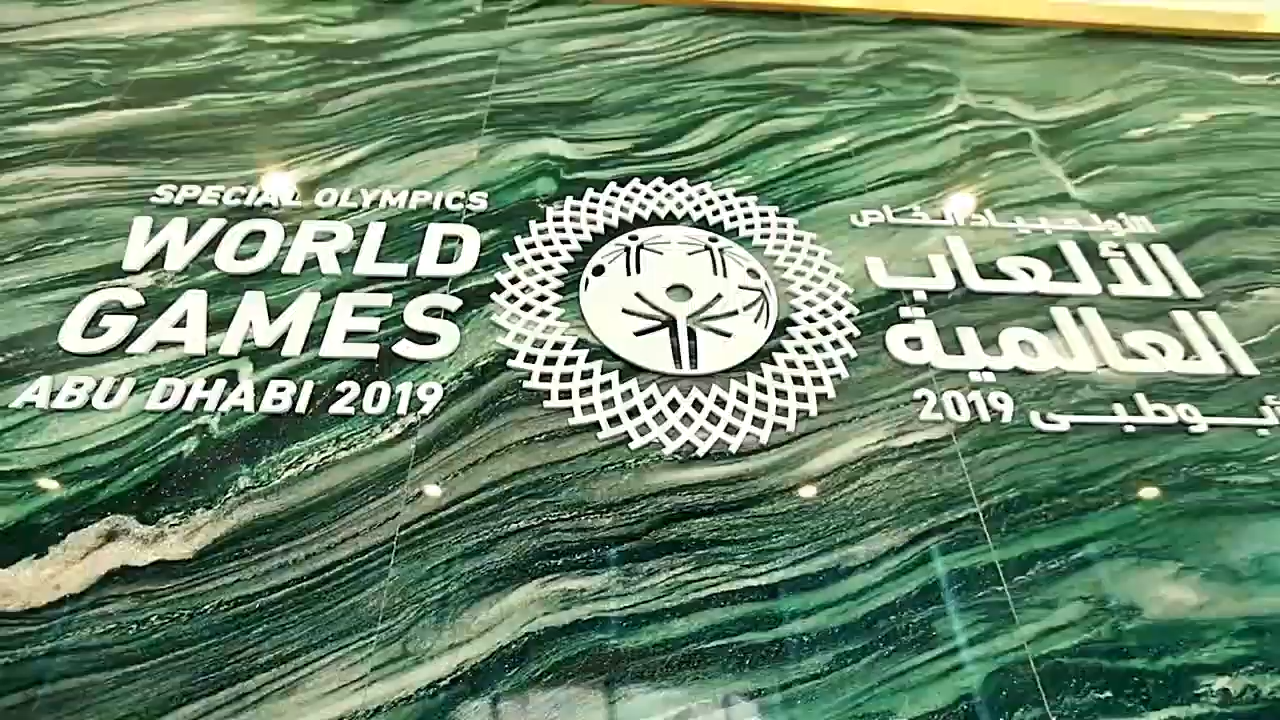 SPECIAL OLYMPICS
WORLD
GAMES
ABU DHABI 2019
الأولمبياد الخاص
الألعاب
العالمية
أبوظبي 2019